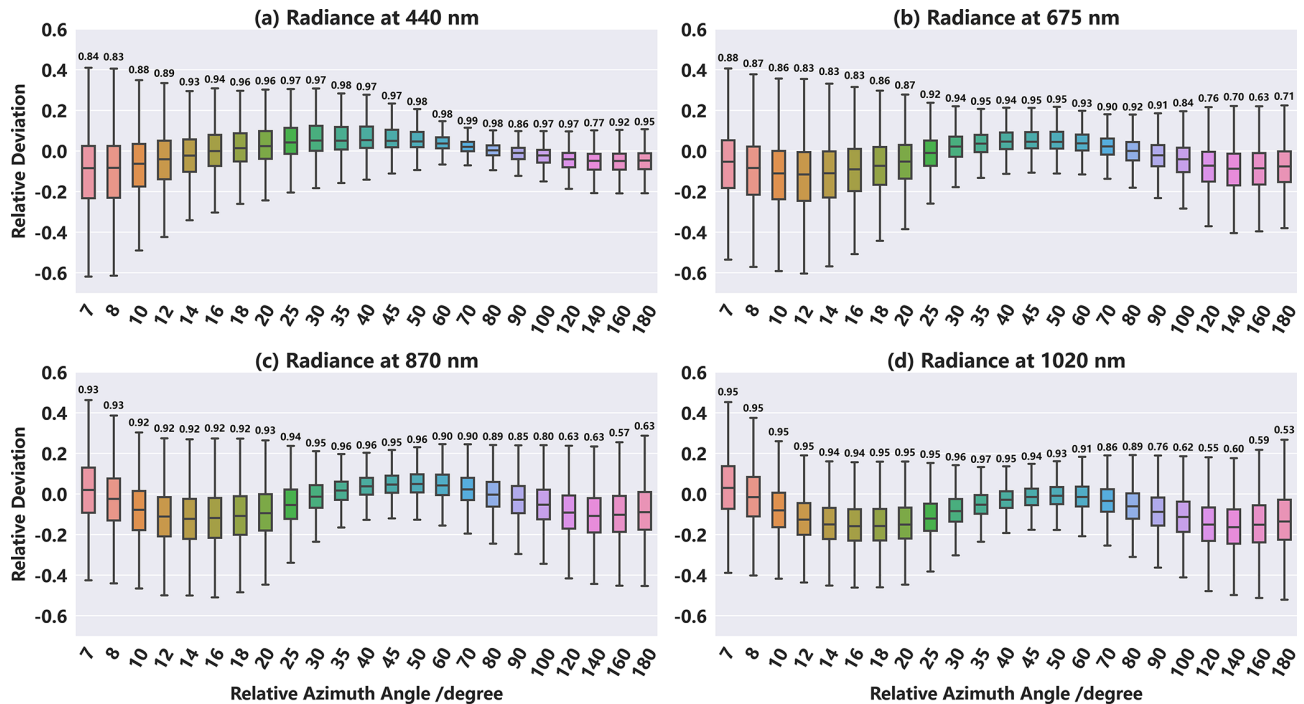 (a) Radiance at 440 nm
0.6
0.4
0.2
0.0
-0.2
-0.4
-0.6
Relative Deviation
0.84 0.83 0.88 0.89 0.93 0.94 0.96 0.96 0.97 0.97 0.98 0.97 0.97 0.98 0.98 0.99 0.98 0.86 0.97 0.97 0.77 0.92 0.95
7 8 10 12 14 16 18 20 25 30 35 40 45 50 60 70 80 90 100 120 140 160 180
(b) Radiance at 675 nm
0.6
0.4
0.2
0.0
-0.2
-0.4
-0.6
0.88 0.87 0.86 0.83 0.83 0.83 0.86 0.87 0.92 0.94 0.95 0.94 0.95 0.95 0.93 0.90 0.92 0.91 0.84 0.76 0.70 0.63 0.71
7 8 10 12 14 16 18 20 25 30 35 40 45 50 60 70 80 90 100 120 140 160 180
(c) Radiance at 870 nm
0.6
0.4
0.2
0.0
-0.2
-0.4
-0.6
Relative Deviation
0.93 0.93 0.92 0.92 0.92 0.92 0.92 0.93 0.94 0.95 0.96 0.96 0.95 0.96 0.90 0.90 0.89 0.85 0.80 0.63 0.63 0.57 0.63
7 8 10 12 14 16 18 20 25 30 35 40 45 50 60 70 80 90 100 120 140 160 180
Relative Azimuth Angle /degree
(d) Radiance at 1020 nm
0.6
0.4
0.2
0.0
-0.2
-0.4
-0.6
0.95 0.95 0.95 0.95 0.94 0.94 0.95 0.95 0.95 0.96 0.97 0.95 0.94 0.93 0.91 0.86 0.89 0.76 0.62 0.55 0.60 0.59 0.53
7 8 10 12 14 16 18 20 25 30 35 40 45 50 60 70 80 90 100 120 140 160 180
Relative Azimuth Angle /degree